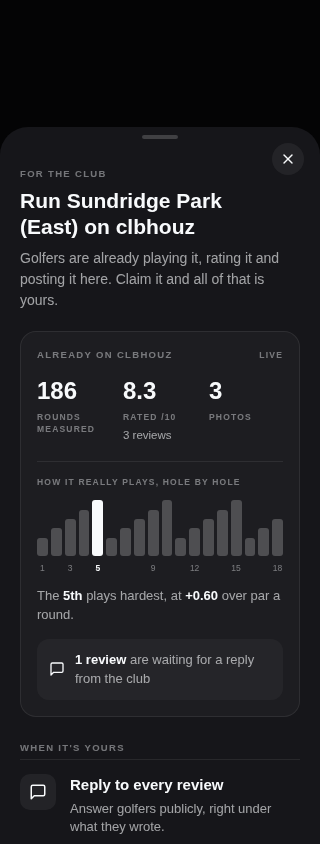 FOR THE CLUB
Run Sundridge Park
(East) on clbhouz
Golfers are already playing it, rating it and
posting it here. Claim it and all of that is
yours.
ALREADY ON CLBHOUZ
LIVE
186
8.3
3
ROUNDS
MEASURED
RATED /10
PHOTOS
3 reviews
HOW IT REALLY PLAYS, HOLE BY HOLE
1 3 5 9 12 15 18
The 5th plays hardest, at +0.60 over par a
round.
1 review are waiting for a reply
from the club
WHEN IT'S YOURS
Reply to every review
Answer golfers publicly, right under
what they wrote.